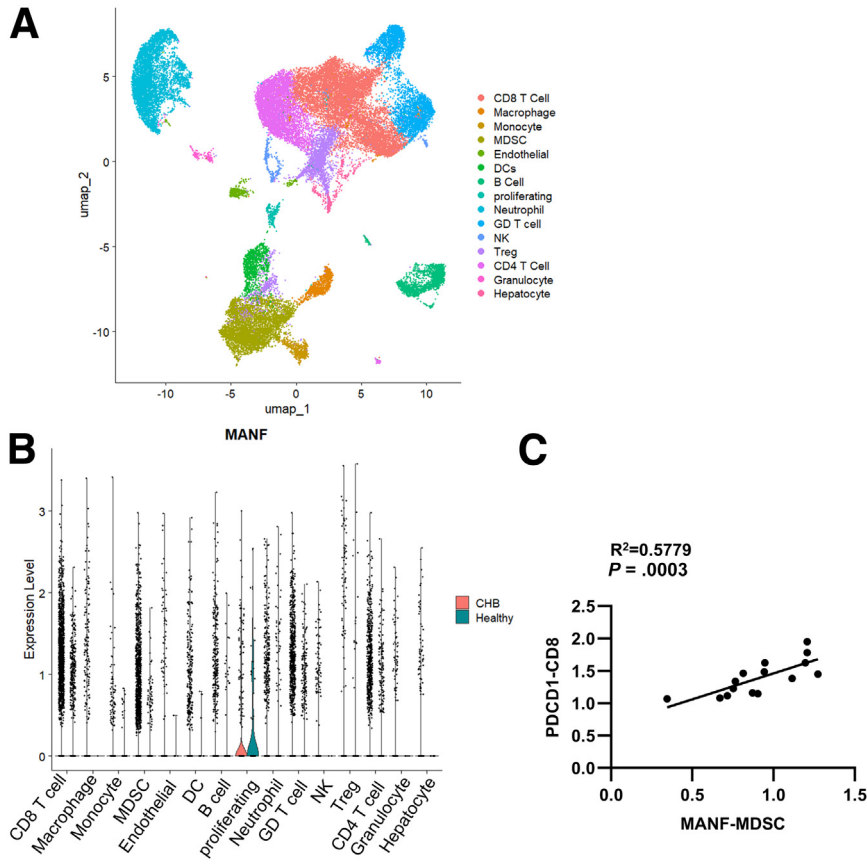 A
5
0
-5
-10
umap_2
-10
-5
0
5
10
umap_1
CD8 T Cell
Macrophage
Monocyte
MDSC
Endothelial
DCs
B Cell
proliferating
Neutrophil
GD T cell
NK
Treg
CD4 T Cell
Granulocyte
Hepatocyte
B
MANF
3
2
1
0
Expression Level
CD8 T cell
Macrophage
Monocyte
MDSC
Endothelial
DC
B cell
proliferating
Neutrophil
GD T cell
NK
Treg
CD4 T cell
Granulocyte
Hepatocyte
CHB
Healthy
C
R²=0.5779
P = .0003
2.5
2.0
1.5
1.0
0.5
0.0
PDCD1-CD8
0.0
0.5
1.0
1.5
MANF-MDSC